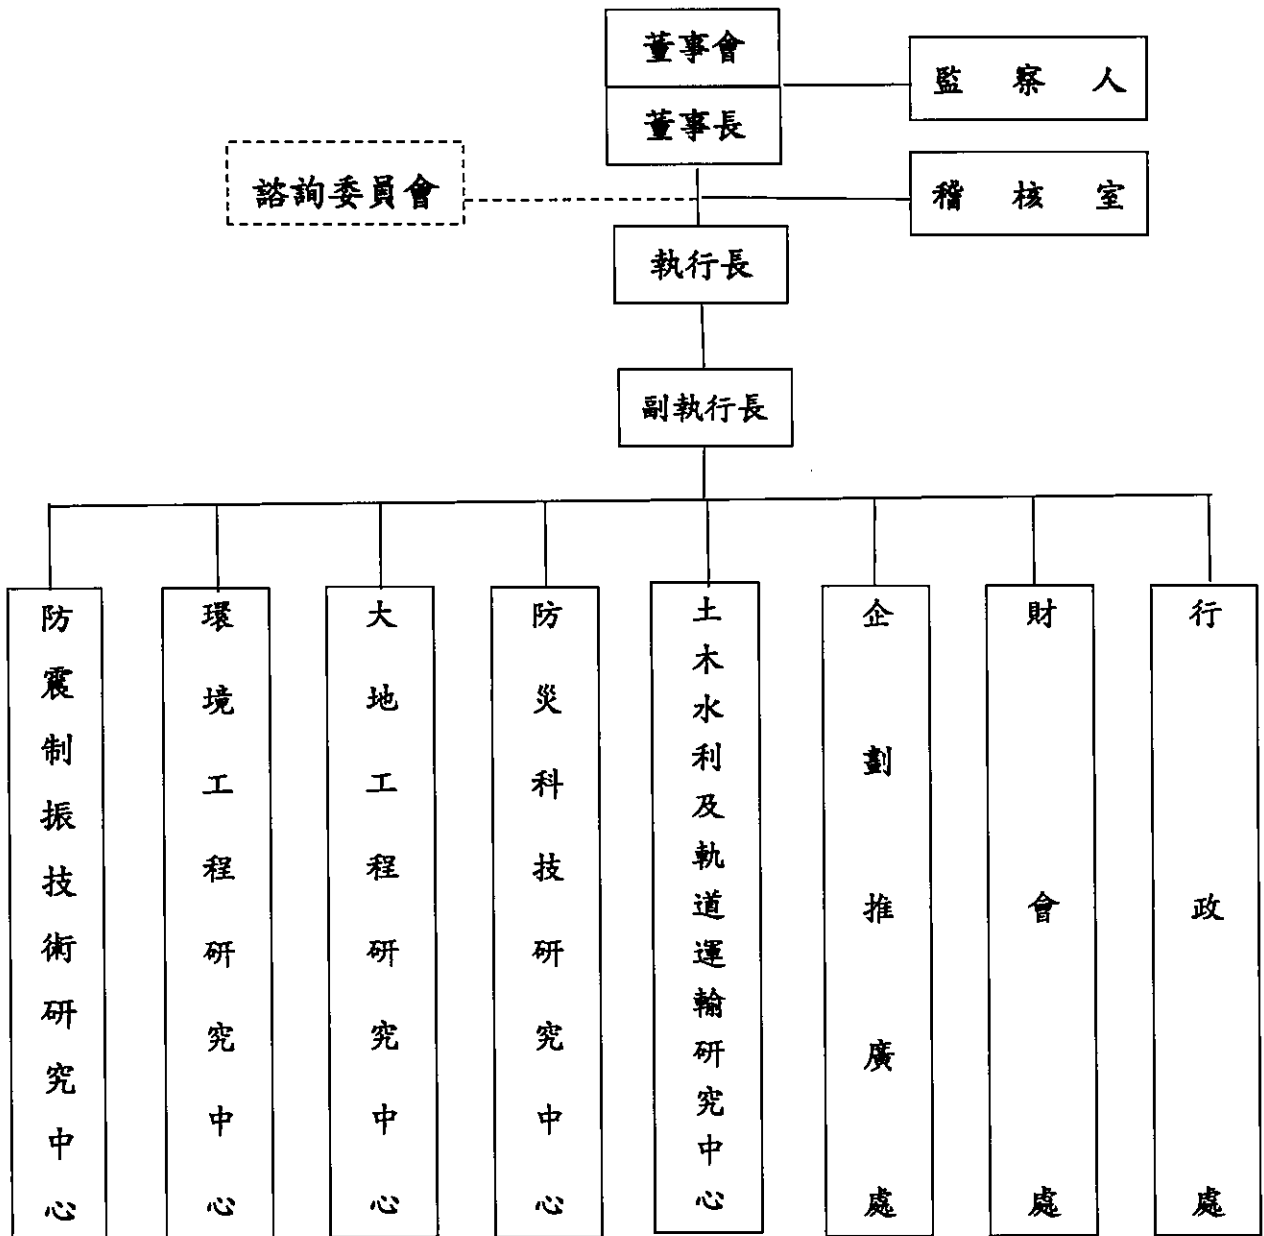 董事會
監察人
董事長
諮詢委員會
稽核室
執行長
副執行長
防震制振技術研究中心
環境工程研究中心
大地工程研究中心
防災科技研究中心
土木水利及軌道運輸研究中心
企劃推廣處
財會處
行政處